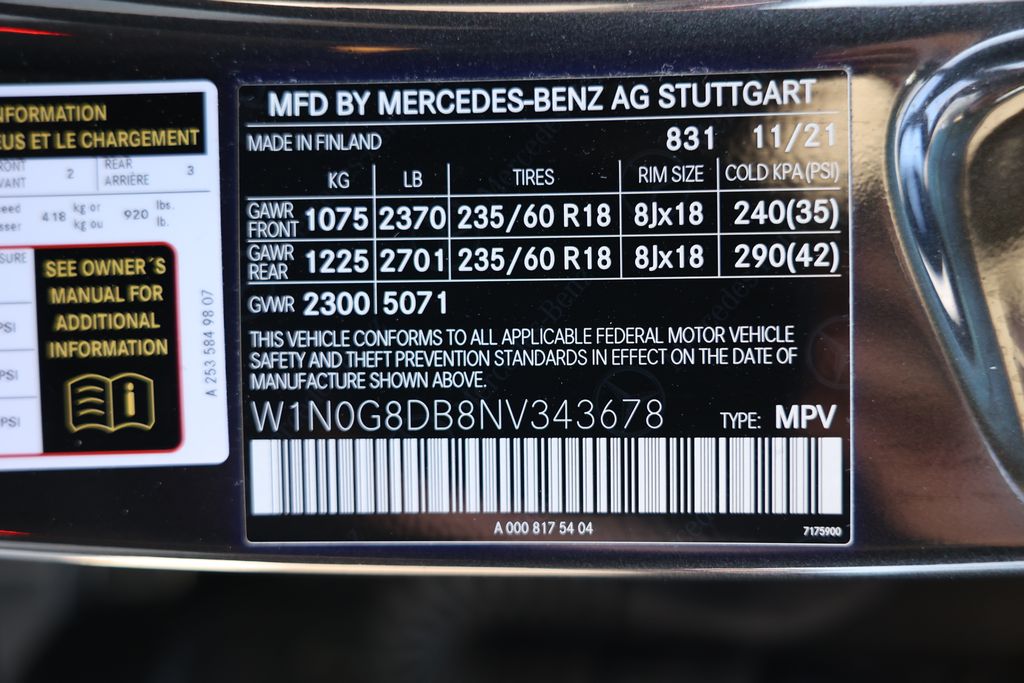 NFORMATION
EUS ET LE CHARGEMENT
RONT
VANT
2
REAR
ARRIÈRE
3
ceed
sser
418
kg or
kg ou
920
lbs.
lb.
SURE
PSI
PSI
PSI
SEE OWNER´S
MANUAL FOR
ADDITIONAL
INFORMATION
i
A 253 584 98 07
MFD BY MERCEDES-BENZ AG STUTTGART
MADE IN FINLAND 831 11/21
KG LB TIRES RIM SIZE COLD KPA(PSI)
GAWR FRONT 1075 2370 235/60 R18 8Jx18 240(35)
GAWR REAR 1225 2701 235/60 R18 8Jx18 290(42)
GVWR 2300 5071
THIS VEHICLE CONFORMS TO ALL APPLICABLE FEDERAL MOTOR VEHICLE
SAFETY AND THEFT PREVENTION STANDARDS IN EFFECT ON THE DATE OF
MANUFACTURE SHOWN ABOVE.
W1N0G8DB8NV343678 TYPE: MPV
A 000 817 54 04 7175900